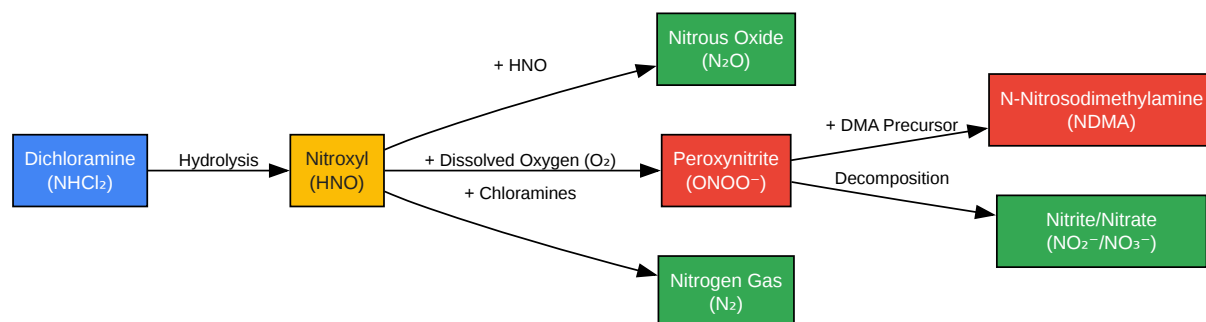 Dichloramine
(NHCl₂)
Hydrolysis
Nitroxyl
(HNO)
+ HNO
+ Dissolved Oxygen (O₂)
+ Chloramines
Nitrous Oxide
(N₂O)
Peroxynitrite
(ONOO⁻)
Nitrogen Gas
(N₂)
+ DMA Precursor
Decomposition
N-Nitrosodimethylamine
(NDMA)
Nitrite/Nitrate
(NO₂⁻/NO₃⁻)